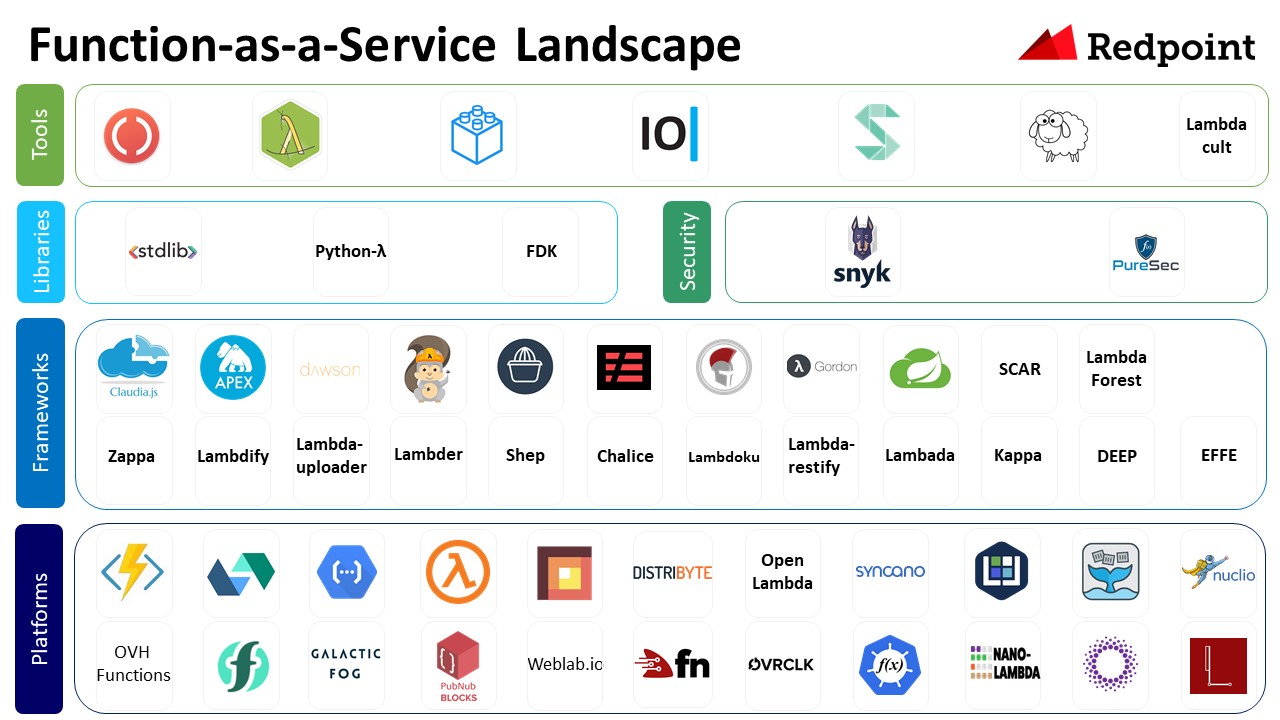 Function-as-a-Service Landscape
Redpoint
Tools
λ
IO|
Lambda
cult
Libraries
<stdlib>
Python-λ
FDK
Security
snyk
f(x)
PureSec
Frameworks
Claudia.js
APEX
dawson
λ
λ Gordon
SCAR
Lambda
Forest
Zappa
Lambdify
Lambda-
uploader
Lambder
Shep
Chalice
Lambdoku
Lambda-
restify
Lambada
Kappa
DEEP
EFFE
Platforms
λ
DISTRIBYTE
Open
Lambda
SYNCANO
nuclio
OVH
Functions
f
GALACTIC
FOG
PubNub
BLOCKS
Weblab.io
fn
OVRCLK
f(x)
NANO-
LAMBDA
L